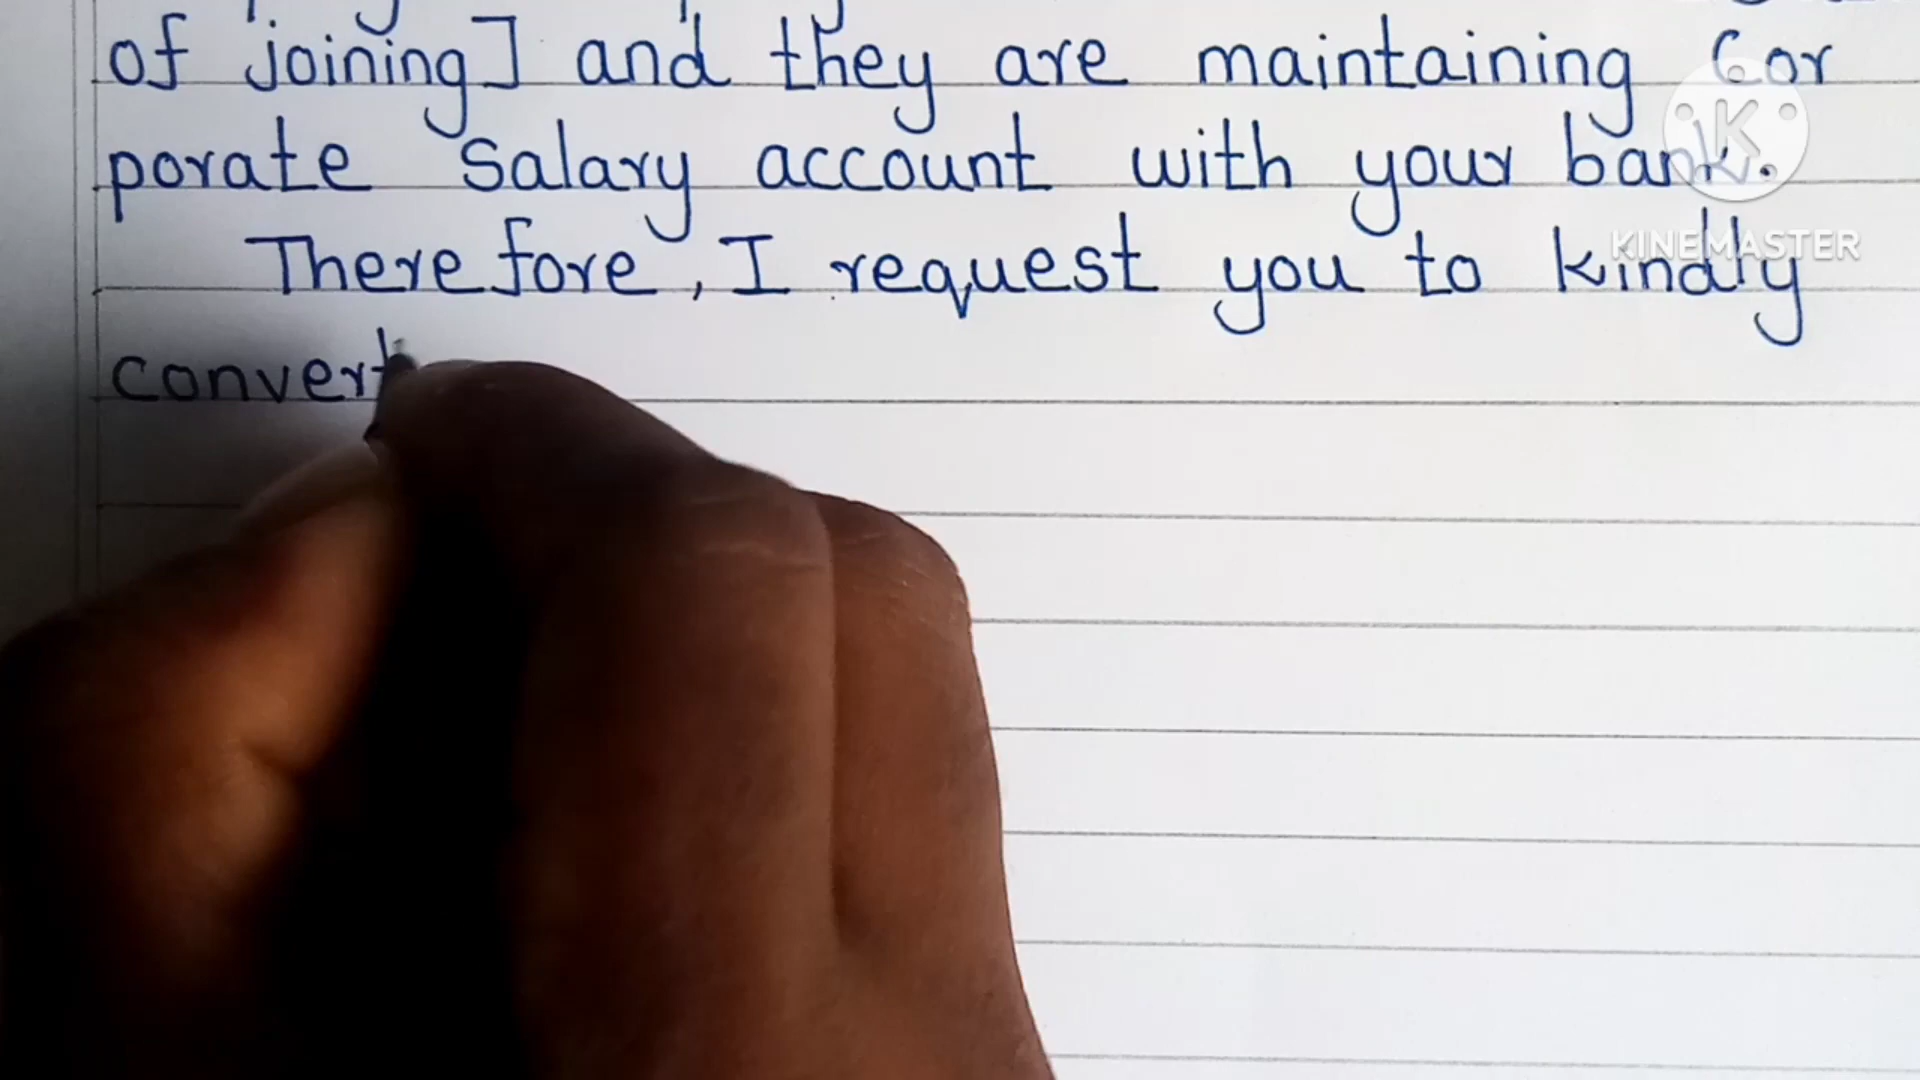 of joining] and they are maintaining Cor
porate Salary account with your bank.
Therefore, I request you to kindly
convert
K
KINEMASTER